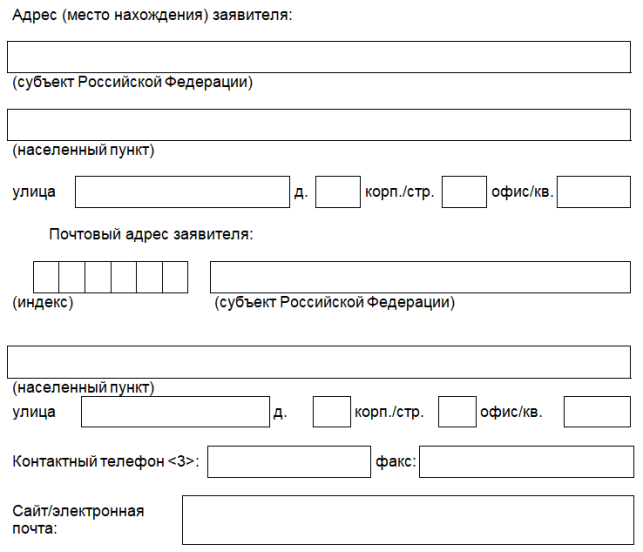 Адрес (место нахождения) заявителя:
(субъект Российской Федерации)
(населенный пункт)
улица д. корп./стр. офис/кв.
Почтовый адрес заявителя:
(индекс) (субъект Российской Федерации)
(населенный пункт)
улица д. корп./стр. офис/кв.
Контактный телефон <3>: факс:
Сайт/электронная
почта: